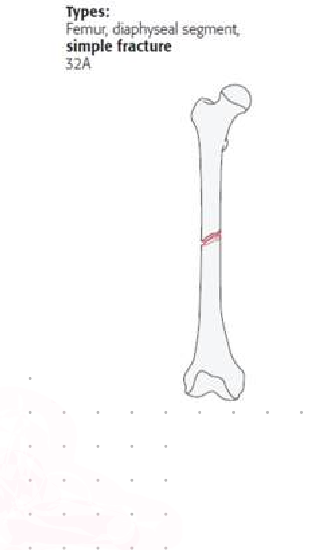 Types:
Femur, diaphyseal segment,
simple fracture
32A